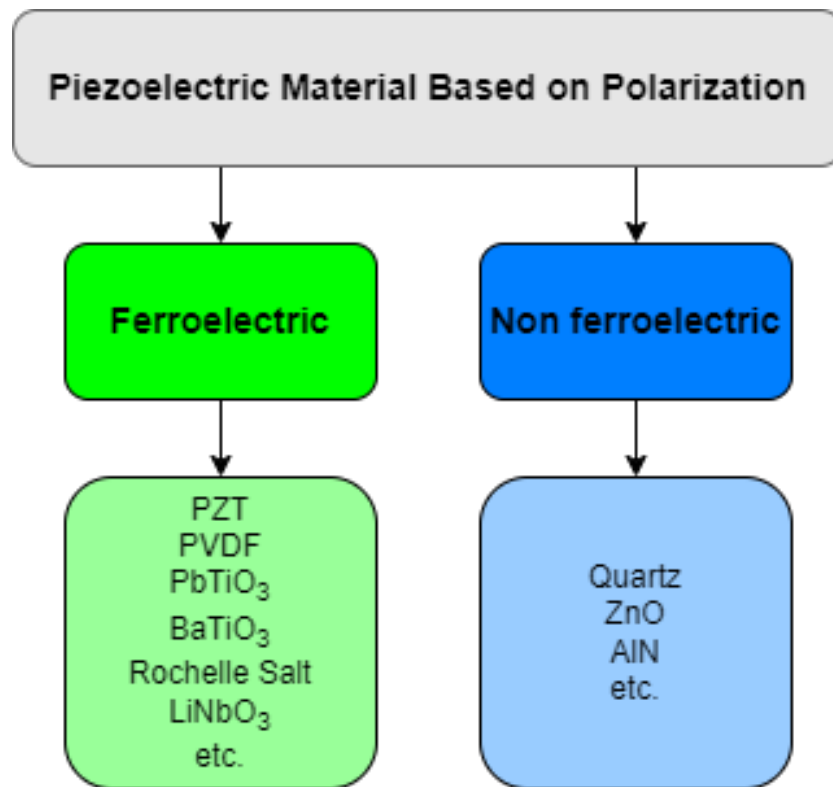 Piezoelectric Material Based on Polarization
Ferroelectric
Non ferroelectric
PZT
PVDF
PbTiO₃
BaTiO₃
Rochelle Salt
LiNbO₃
etc.
Quartz
ZnO
AlN
etc.